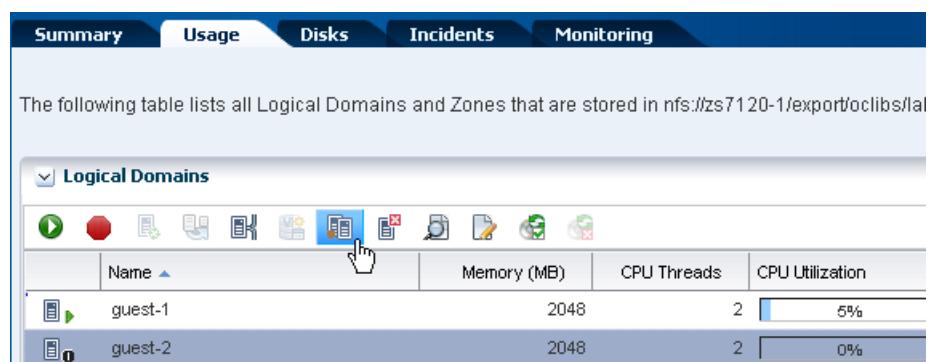 Summary Usage Disks Incidents Monitoring
The following table lists all Logical Domains and Zones that are stored in nfs://zs7120-1/export/oclibs/la
Logical Domains
Name Memory (MB) CPU Threads CPU Utilization
guest-1 2048 2 5%
guest-2 2048 2 0%